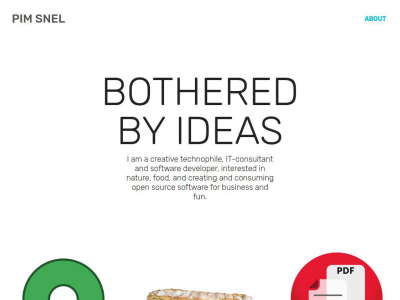 PIM SNEL
ABOUT
BOTHERED
BY IDEAS
I am a creative technophile, IT-consultant
and software developer, interested in
nature, food, and creating and consuming
open source software for business and
fun.
PDF